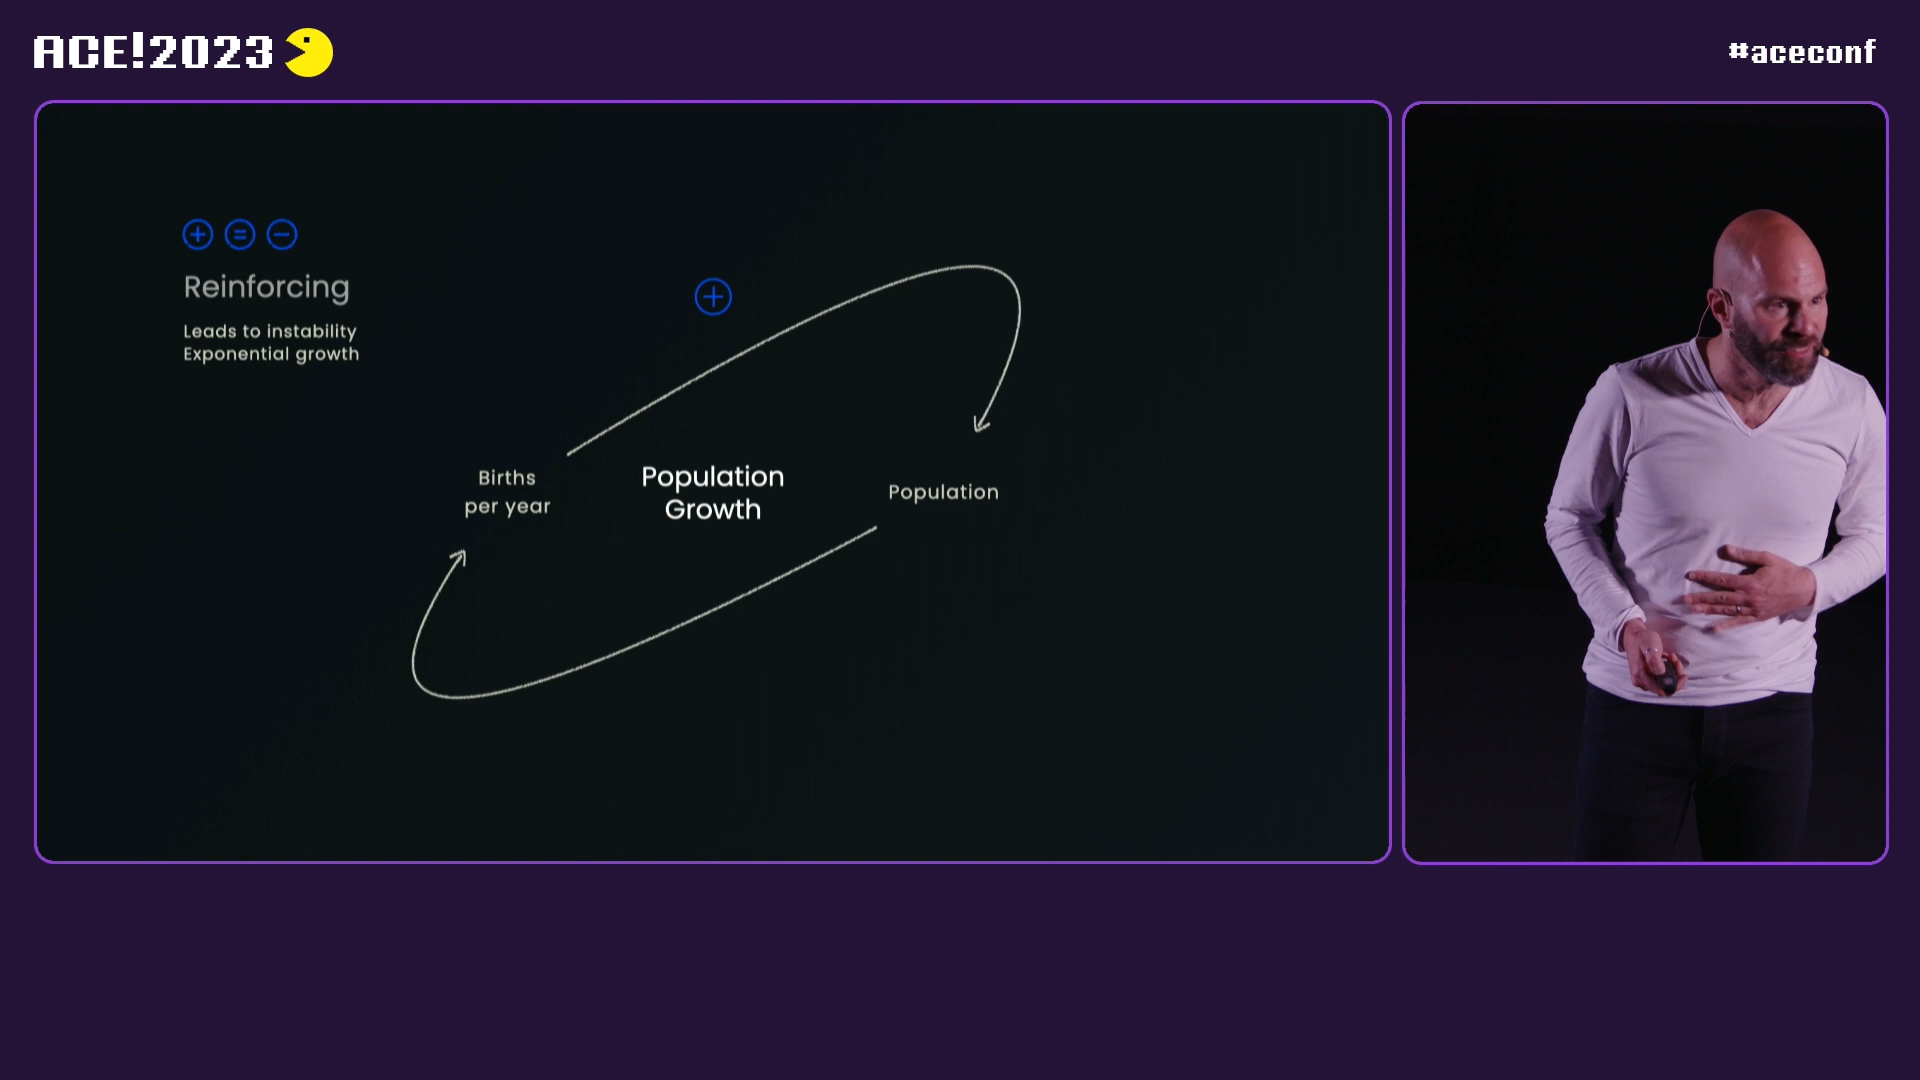 ACE!2023
#aceconf
Reinforcing
Leads to instability
Exponential growth
Births
per year
Population
Growth
Population